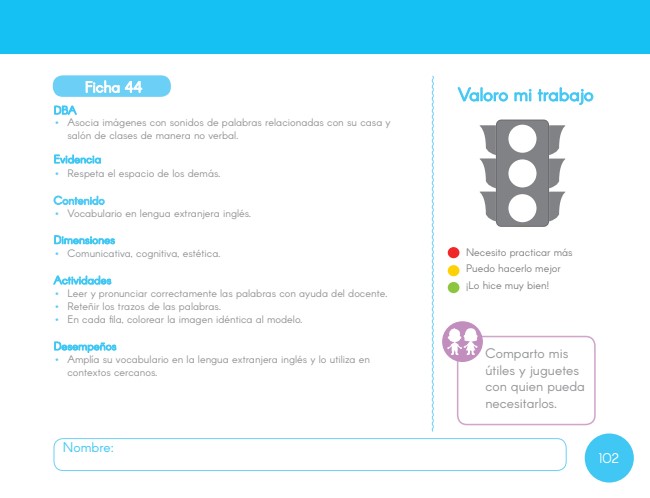 Ficha 44
DBA
• Asocia imágenes con sonidos de palabras relacionadas con su casa y
salón de clases de manera no verbal.
Evidencia
• Respeta el espacio de los demás.
Contenido
• Vocabulario en lengua extranjera inglés.
Dimensiones
• Comunicativa, cognitiva, estética.
Actividades
• Leer y pronunciar correctamente las palabras con ayuda del docente.
• Reteñir los trazos de las palabras.
• En cada fila, colorear la imagen idéntica al modelo.
Desempeños
• Amplía su vocabulario en la lengua extranjera inglés y lo utiliza en
contextos cercanos.
Valoro mi trabajo
Necesito practicar más
Puedo hacerlo mejor
¡Lo hice muy bien!
Comparto mis
útiles y juguetes
con quien pueda
necesitarlos.
Nombre:
102